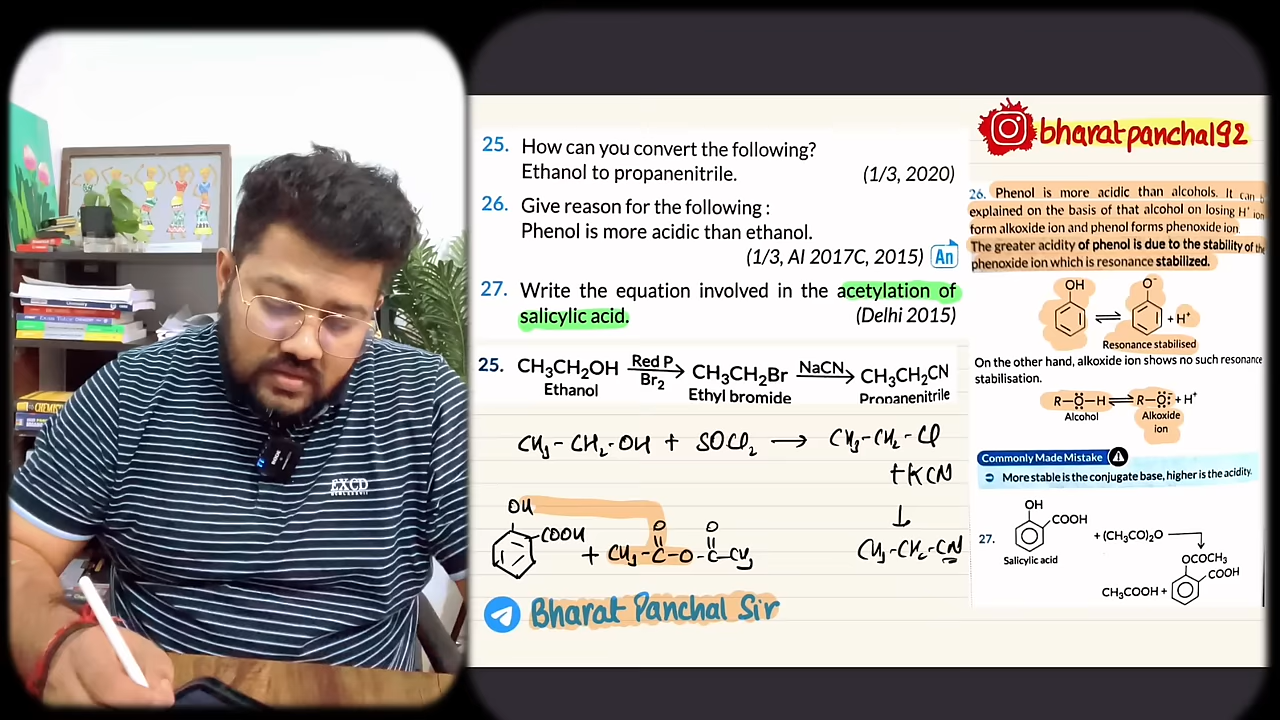 bharatpanchal92
25. How can you convert the following?
Ethanol to propanenitrile. (1/3, 2020)
26. Give reason for the following :
Phenol is more acidic than ethanol.
(1/3, AI 2017C, 2015) An
27. Write the equation involved in the acetylation of
salicylic acid. (Delhi 2015)
25. CH₃CH₂OH Red P Br₂ → CH₃CH₂Br NaCN → CH₃CH₂CN
Ethanol Ethyl bromide Propanenitrile
CH₃-CH₂-OH + SOCl₂ → CH₃-CH₂-Cl
+ KCN
↓
CH₃-CH₂-CN
OH
COOH
O O
+ CH₃-C-O-C-CH₃
Bharat Panchal Sir
26. Phenol is more acidic than alcohols. It can b
explained on the basis of that alcohol on losing H⁺ ion
form alkoxide ion and phenol forms phenoxide ion.
The greater acidity of phenol is due to the stability of the
phenoxide ion which is resonance stabilized.
OH ⇌ O⁻ + H⁺
Resonance stabilised
On the other hand, alkoxide ion shows no such resonance
stabilisation.
R—O—H ⇌ R—O: + H⁺
Alcohol Alkoxide
ion
Commonly Made Mistake
More stable is the conjugate base, higher is the acidity.
27.
OH
COOH
+ (CH₃CO)₂O
Salicylic acid
OCOCH₃
COOH
CH₃COOH +
EXCD